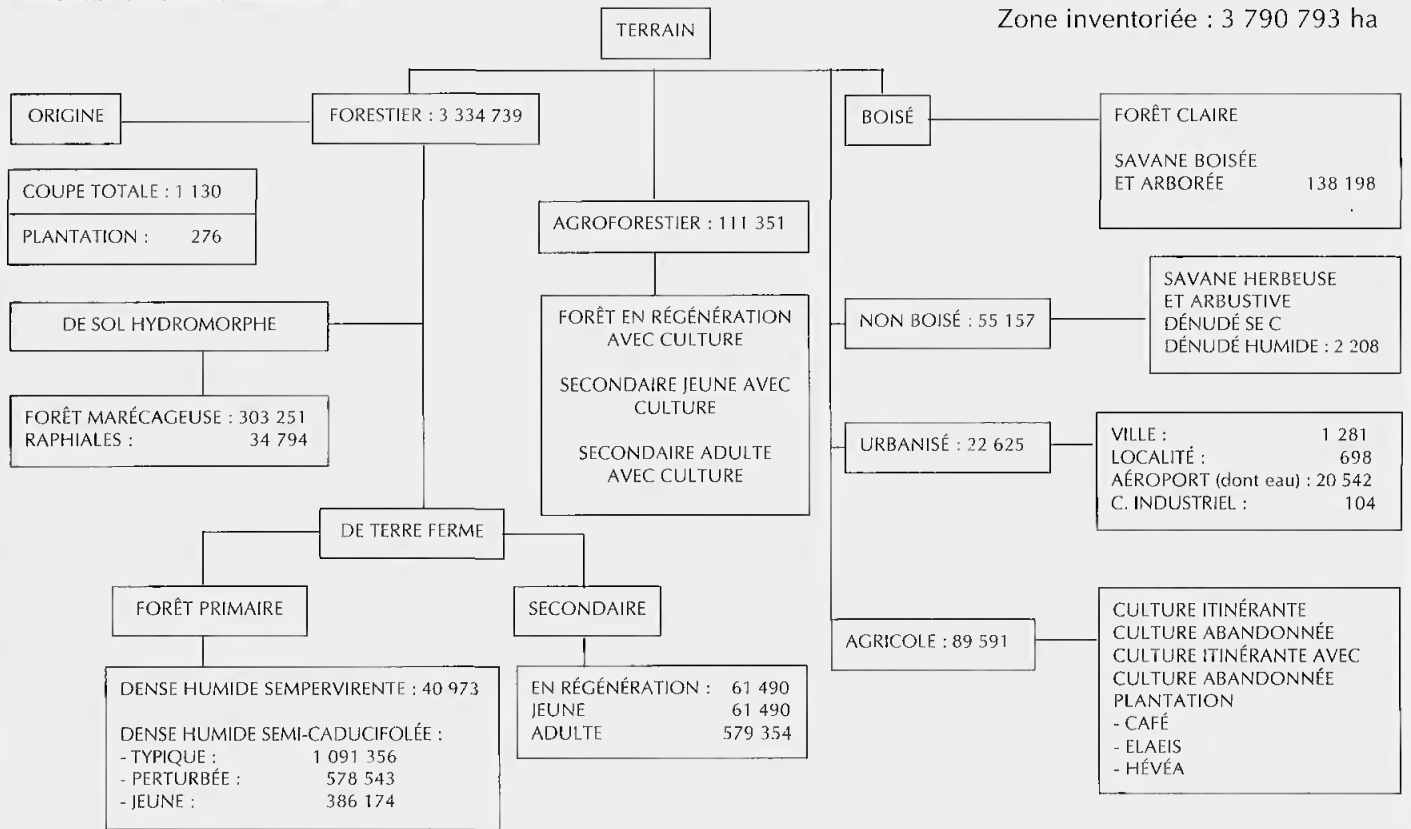 Zone inventoriée : 3 790 793 ha
TERRAIN
ORIGINE
FORESTIER : 3 334 739
COUPE TOTALE : 1 130
PLANTATION : 276
DE SOL HYDROMORPHE
FORÊT MARÉCAGEUSE : 303 251
RAPHIALES : 34 794
DE TERRE FERME
FORÊT PRIMAIRE
DENSE HUMIDE SEMPERVIRENTE : 40 973
DENSE HUMIDE SEMI-CADUCIFOLÉE :
- TYPIQUE : 1 091 356
- PERTURBÉE : 578 543
- JEUNE : 386 174
SECONDAIRE
EN RÉGÉNÉRATION : 61 490
JEUNE 61 490
ADULTE 579 354
AGROFORESTIER : 111 351
FORÊT EN RÉGÉNÉRATION
AVEC CULTURE
SECONDAIRE JEUNE AVEC
CULTURE
SECONDAIRE ADULTE
AVEC CULTURE
BOISÉ
FORÊT CLAIRE
SAVANE BOISÉE
ET ARBORÉE 138 198
NON BOISÉ : 55 157
SAVANE HERBEUSE
ET ARBUSTIVE
DÉNUDÉ SE C
DÉNUDÉ HUMIDE : 2 208
URBANISÉ : 22 625
VILLE : 1 281
LOCALITÉ : 698
AÉROPORT (dont eau) : 20 542
C. INDUSTRIEL : 104
AGRICOLE : 89 591
CULTURE ITINÉRANTE
CULTURE ABANDONNÉE
CULTURE ITINÉRANTE AVEC
CULTURE ABANDONNÉE
PLANTATION
- CAFÉ
- ELAEIS
- HÉVÉA